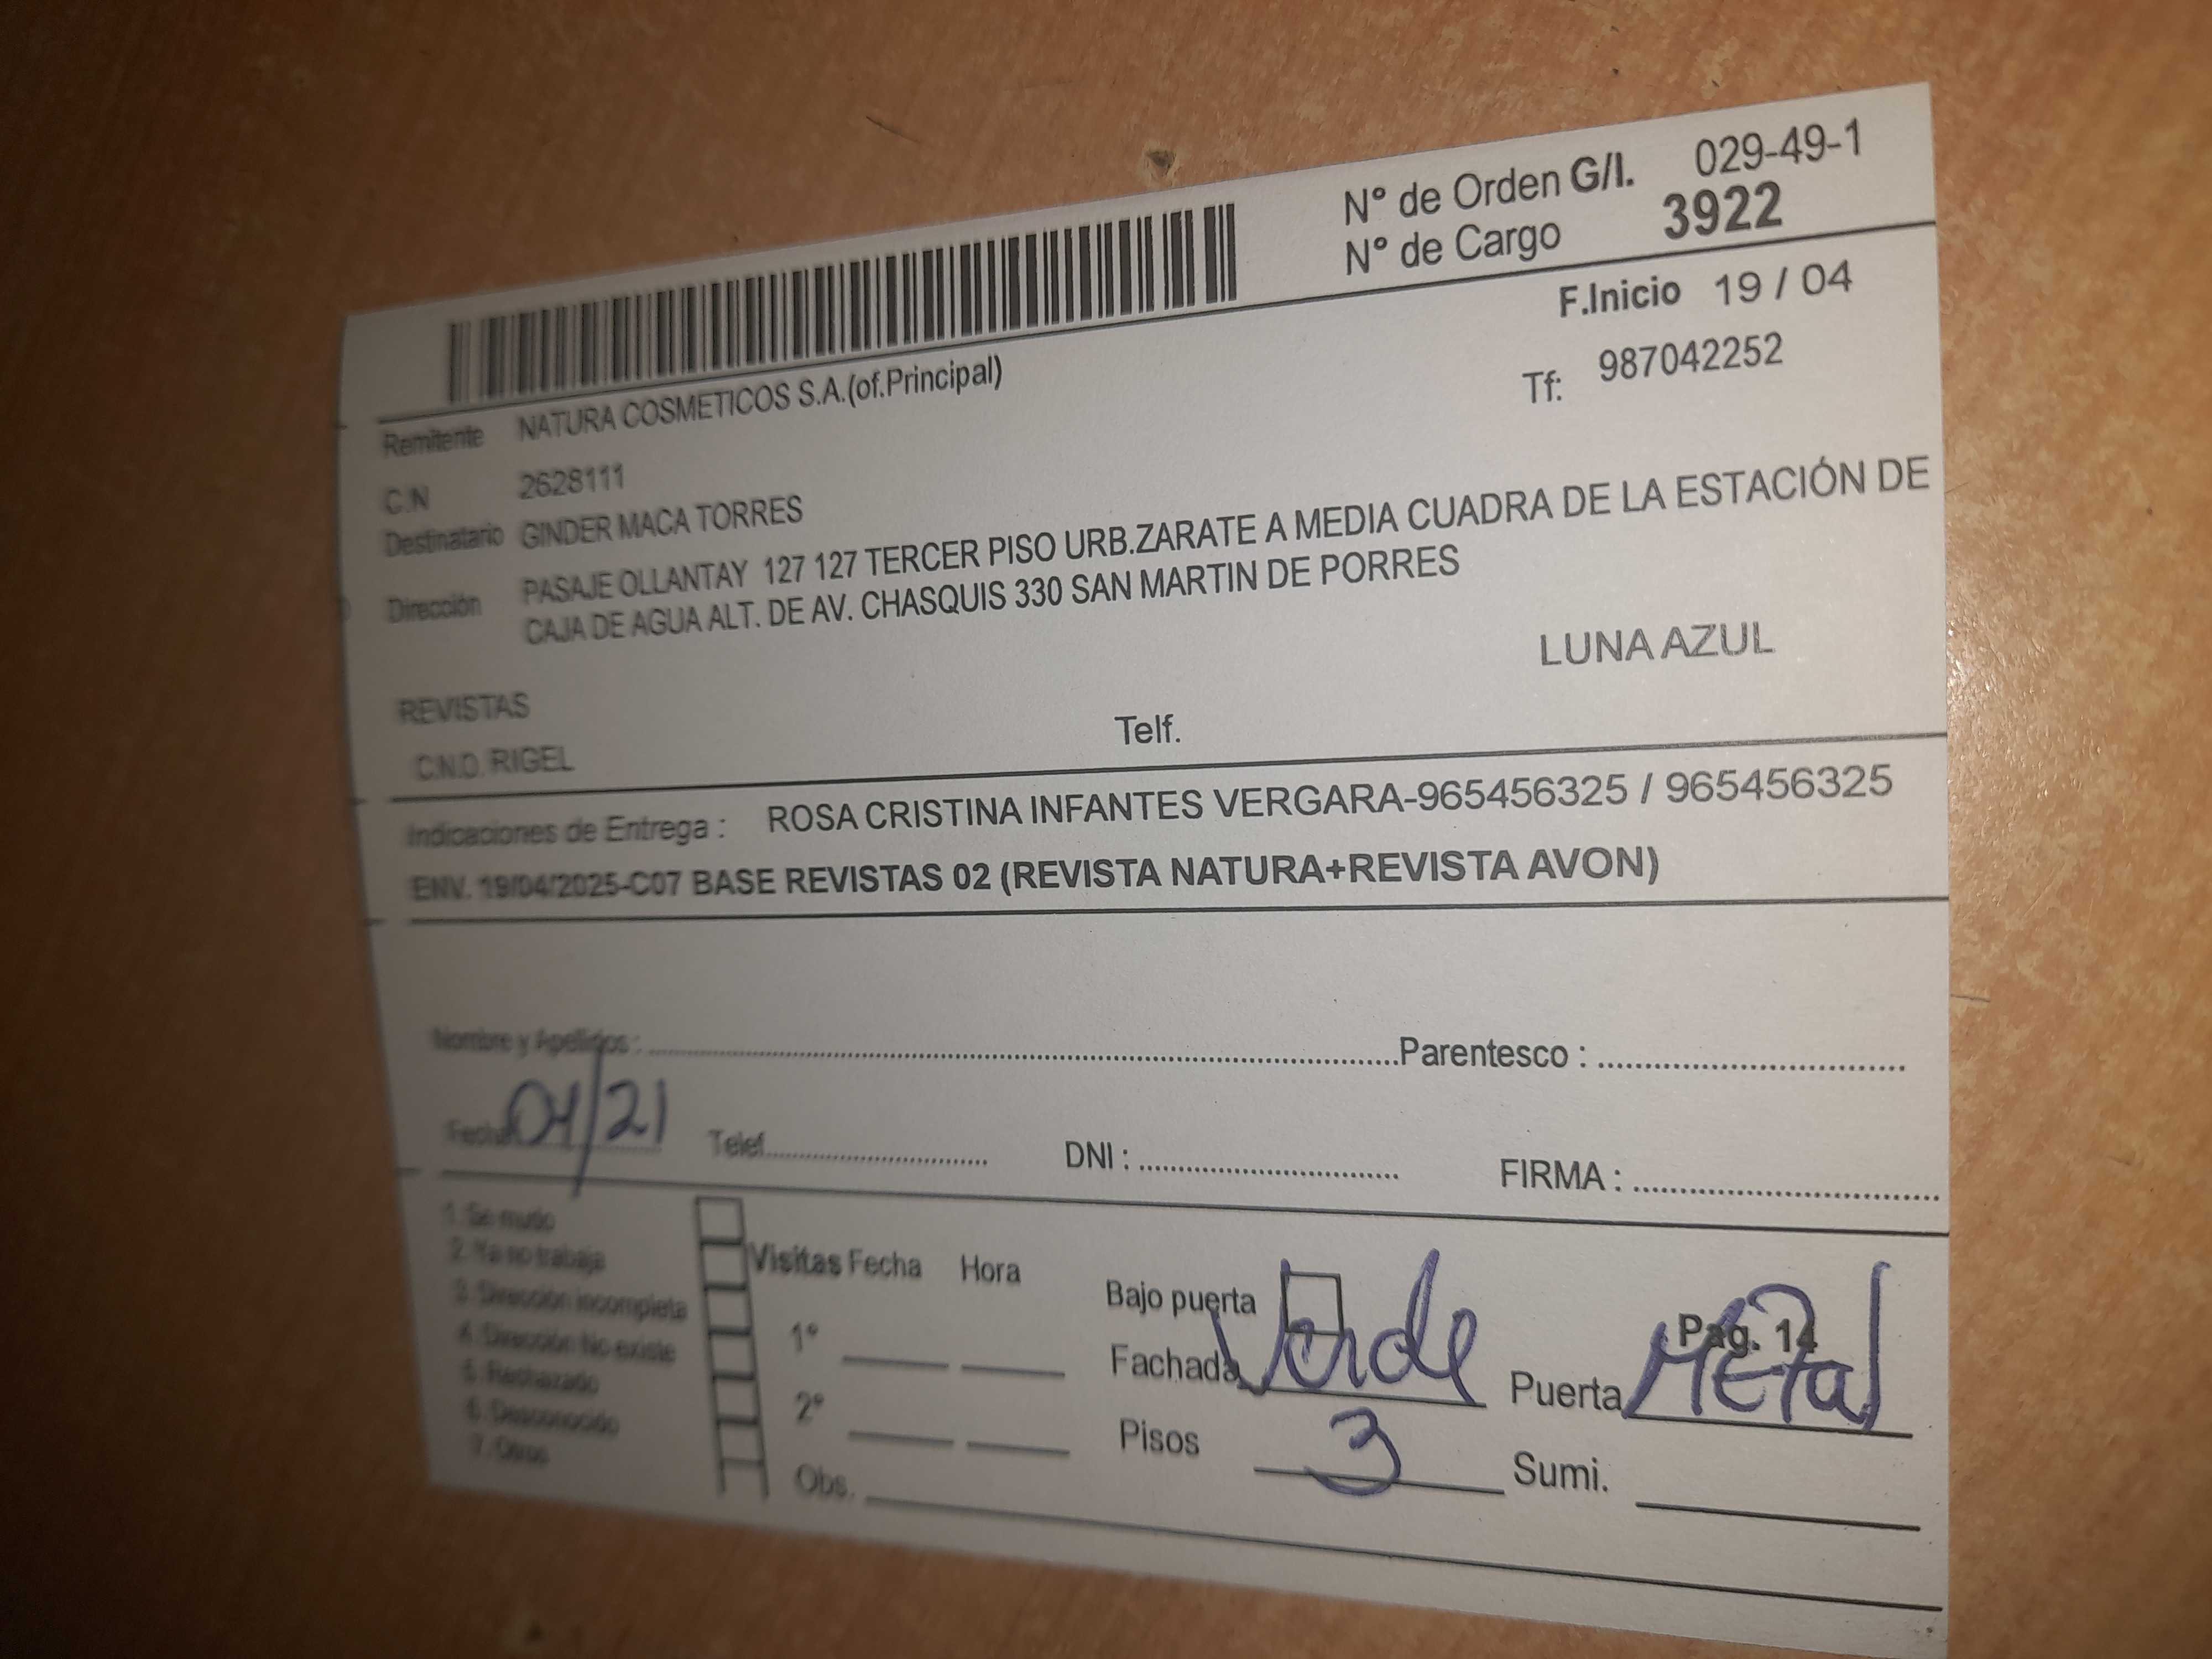 N° de Orden G/I. 029-49-1
N° de Cargo 3922
F.Inicio 19 / 04
Remitente NATURA COSMETICOS S.A.(of.Principal)
Tf: 987042252
C.N 2628111
Destinatario GINDER MACA TORRES
Dirección PASAJE OLLANTAY 127 127 TERCER PISO URB.ZARATE A MEDIA CUADRA DE LA ESTACIÓN DE
CAJA DE AGUA ALT. DE AV. CHASQUIS 330 SAN MARTIN DE PORRES
LUNA AZUL
REVISTAS
C.N.D. RIGEL Telf.
Indicaciones de Entrega : ROSA CRISTINA INFANTES VERGARA-965456325 / 965456325
ENV. 19/04/2025-C07 BASE REVISTAS 02 (REVISTA NATURA+REVISTA AVON)
Nombre y Apellidos : Parentesco :
Fecha 04/21 Telef. DNI : FIRMA :
1. Se mudo
2. Ya no trabaja
3. Dirección incompleta
4. Dirección No existe
5. Rechazado
6. Desconocido
7. Otros
Visitas Fecha Hora
1°
2°
Obs.
Bajo puerta
Pag. 14
Fachada Verde Puerta Metal
Pisos 3 Sumi.